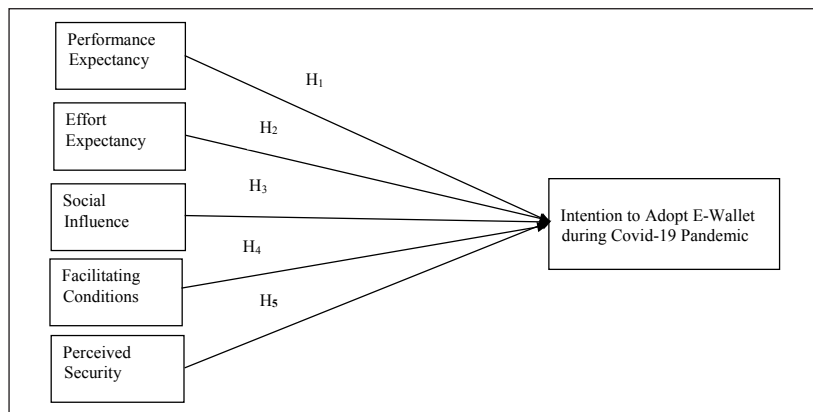 Performance
Expectancy
H₁
Effort
Expectancy
H₂
Social
Influence
H₃
Intention to Adopt E-Wallet
during Covid-19 Pandemic
Facilitating
Conditions
H₄
Perceived
Security
H₅